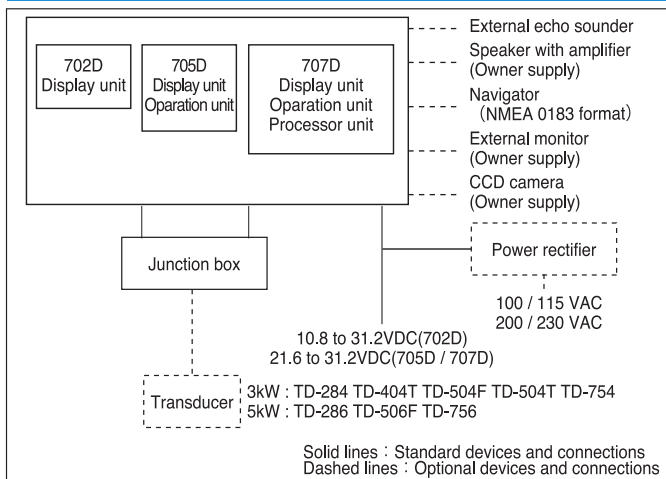 702D
Display unit
705D
Display unit
Oparation unit
707D
Display unit
Oparation unit
Processor unit
External echo sounder
Speaker with amplifier
(Owner supply)
Navigator
（NMEA 0183 format）
External monitor
(Owner supply)
CCD camera
(Owner supply)
Junction box
Power rectifier
100 / 115 VAC
200 / 230 VAC
10.8 to 31.2VDC(702D)
21.6 to 31.2VDC(705D / 707D)
Transducer
3kW : TD-284 TD-404T TD-504F TD-504T TD-754
5kW : TD-286 TD-506F TD-756
Solid lines：Standard devices and connections
Dashed lines：Optional devices and connections